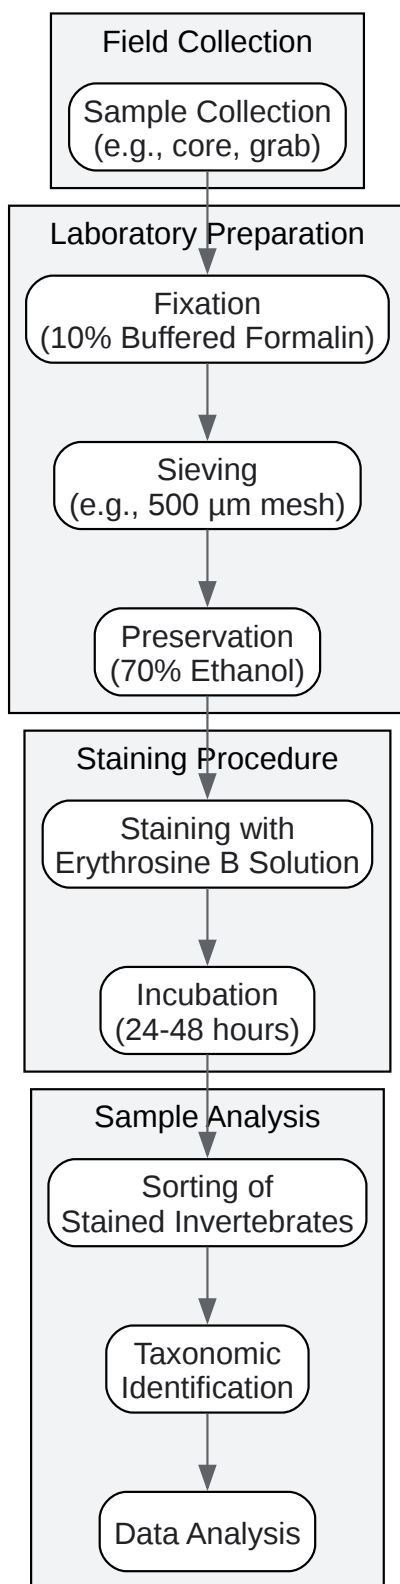 Field Collection
Sample Collection
(e.g., core, grab)
Laboratory Preparation
Fixation
(10% Buffered Formalin)
Sieving
(e.g., 500 µm mesh)
Preservation
(70% Ethanol)
Staining Procedure
Staining with
Erythrosine B Solution
Incubation
(24-48 hours)
Sample Analysis
Sorting of
Stained Invertebrates
Taxonomic
Identification
Data Analysis